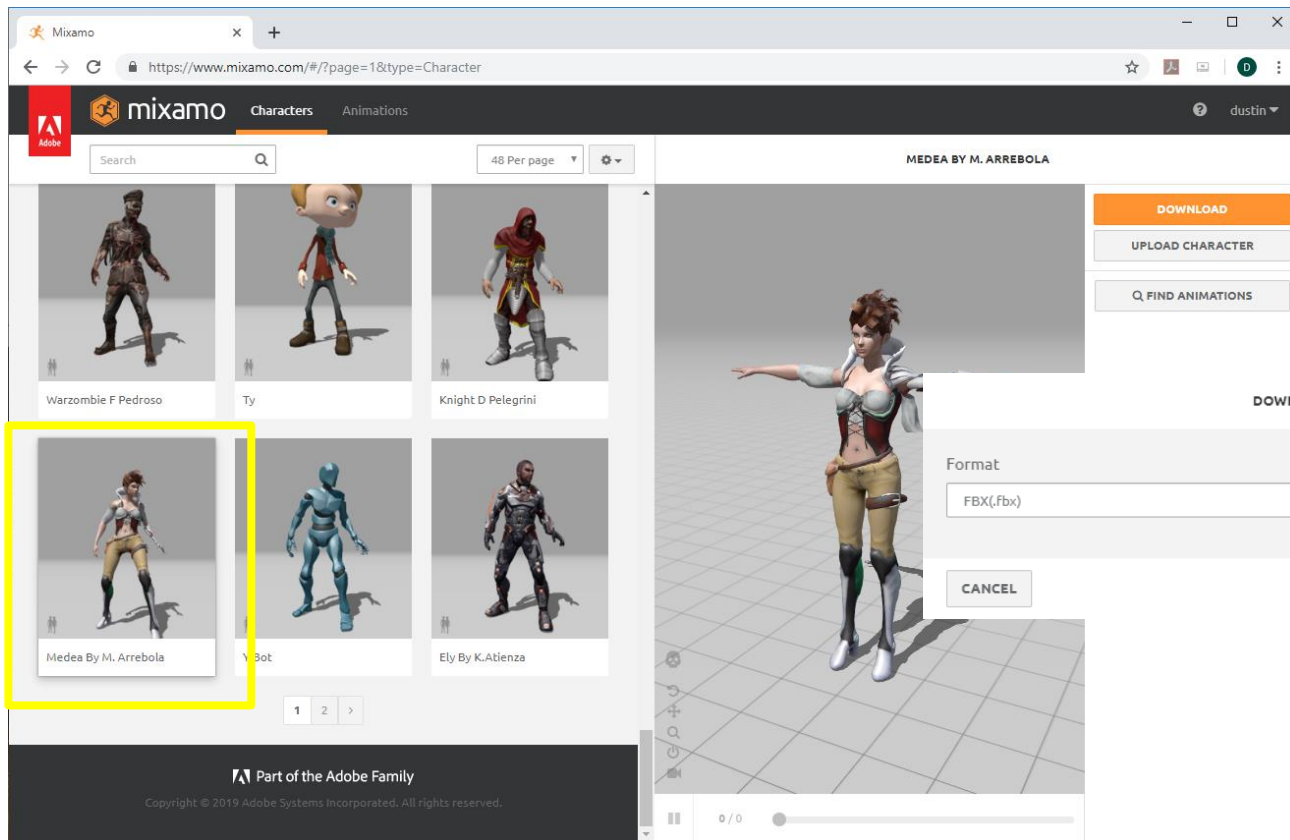 Mixamo
https://www.mixamo.com/#/?page=1&type=Character
D
Adobe
mixamo
Characters
Animations
dustin
Search
48 Per page
MEDEA BY M. ARREBOLA
DOWNLOAD
UPLOAD CHARACTER
FIND ANIMATIONS
Warzombie F Pedroso
Ty
Knight D Pelegrini
Format
FBX(.fbx)
CANCEL
Medea By M. Arrebola
Y Bot
Ely By K.Atienza
1 2 >
Part of the Adobe Family
Copyright © 2019 Adobe Systems Incorporated. All rights reserved.
0 / 0